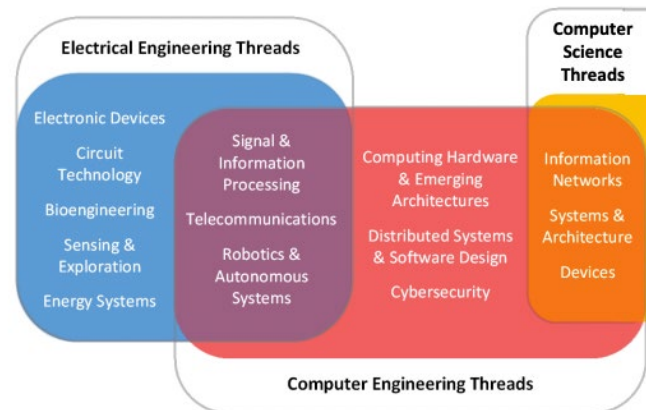 Electrical Engineering Threads
Computer
Science
Threads
Electronic Devices
Circuit
Technology
Bioengineering
Sensing &
Exploration
Energy Systems
Signal &
Information
Processing
Telecommunications
Robotics &
Autonomous
Systems
Computing Hardware
& Emerging
Architectures
Distributed Systems
& Software Design
Cybersecurity
Information
Networks
Systems &
Architecture
Devices
Computer Engineering Threads